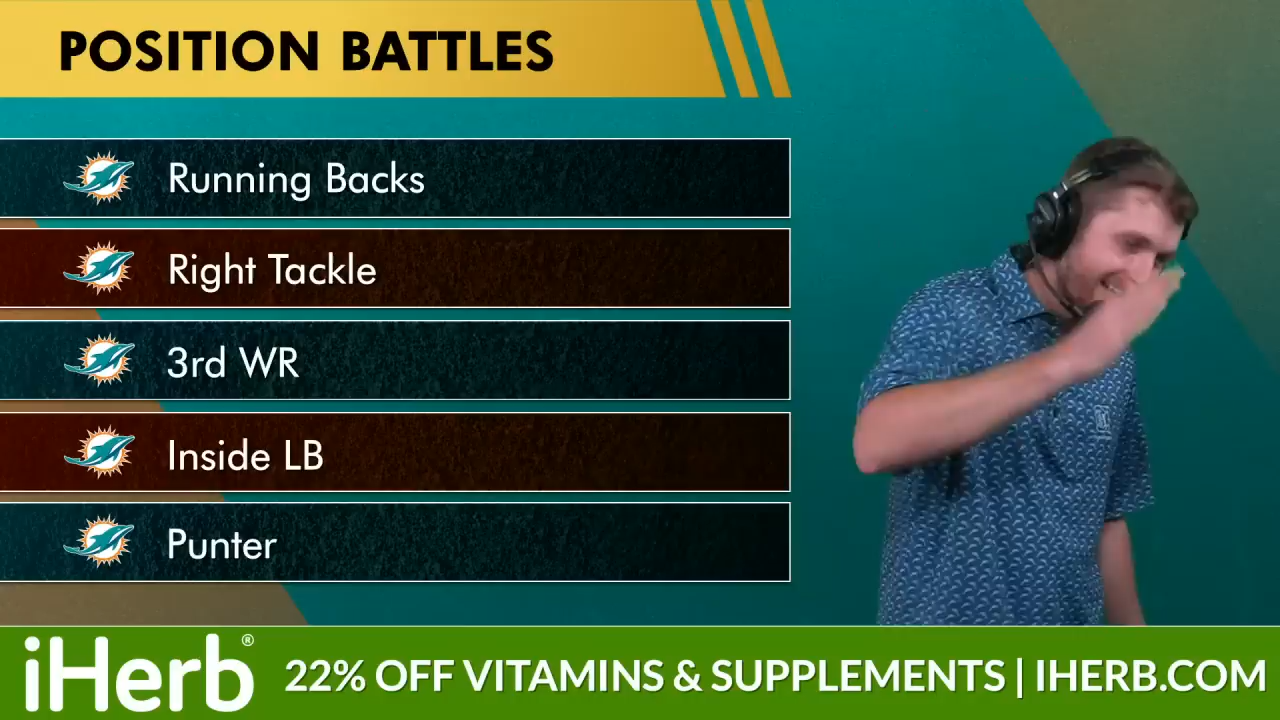 POSITION BATTLES
Running Backs
Right Tackle
3rd WR
Inside LB
Punter
iHerb® 22% OFF VITAMINS & SUPPLEMENTS | IHERB.COM